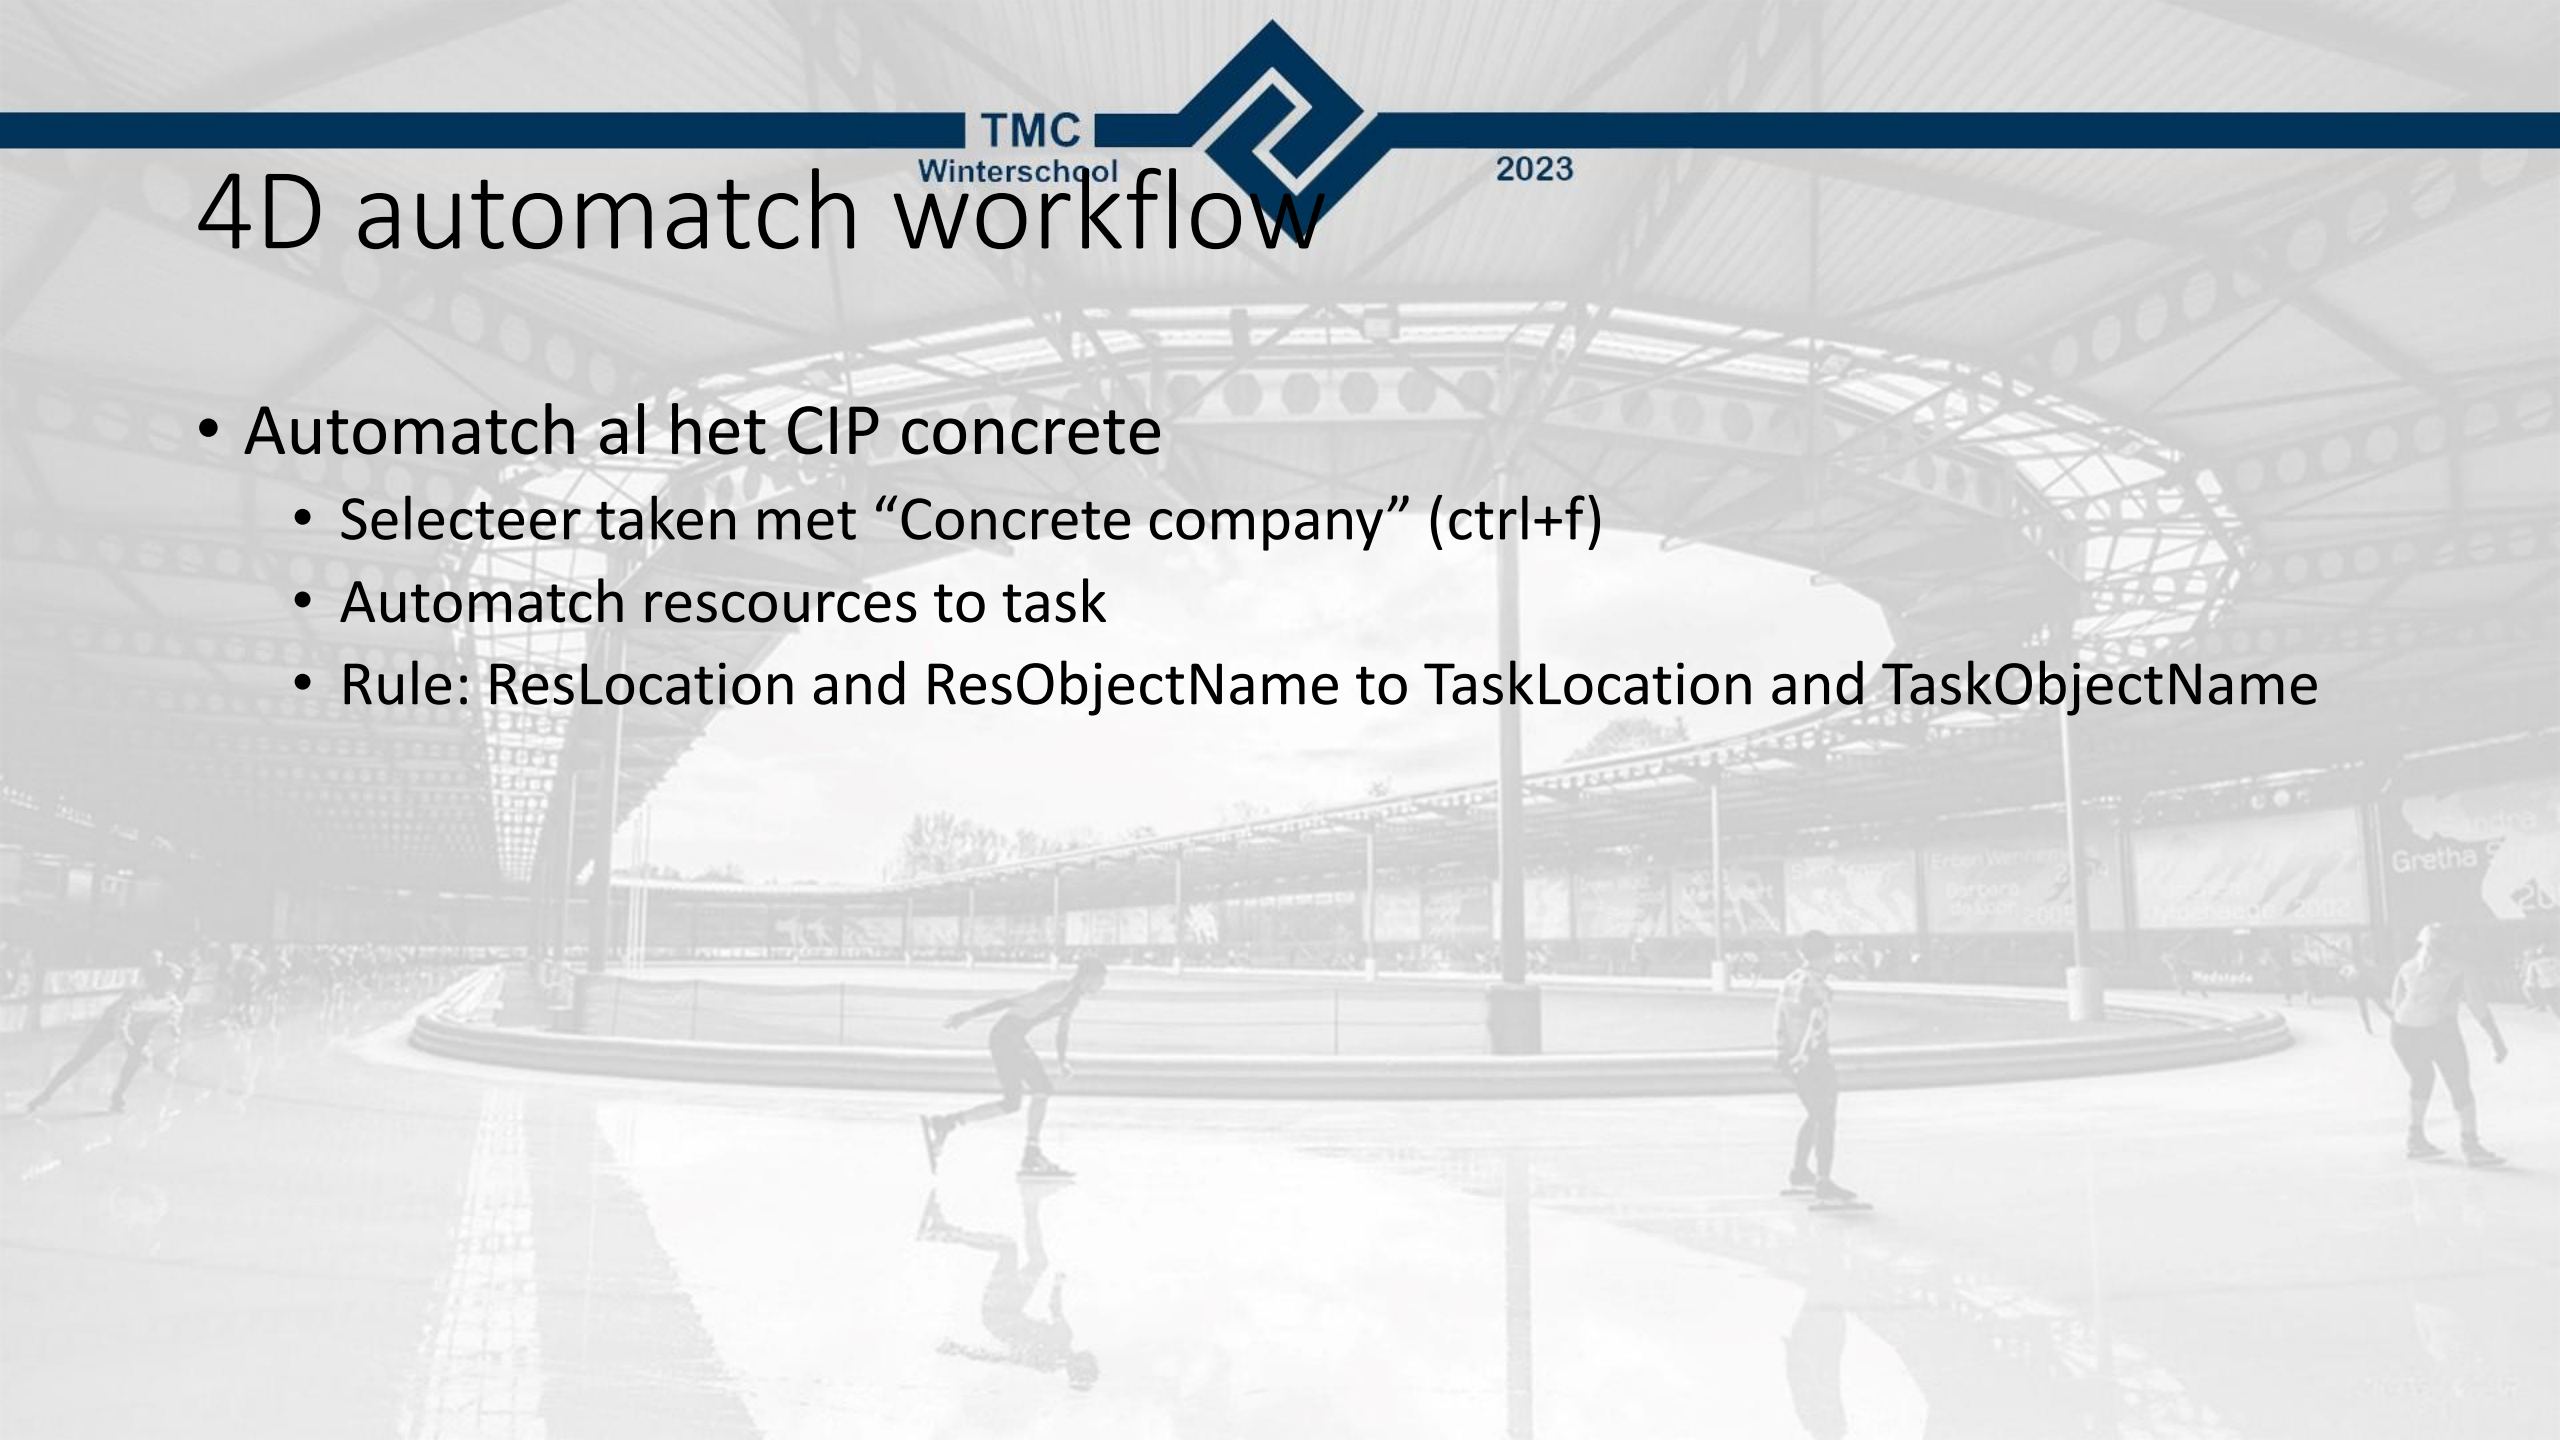 TMC
Winterschool
2023
4D automatch workflow
• Automatch al het CIP concrete
• Selecteer taken met “Concrete company” (ctrl+f)
• Automatch rescources to task
• Rule: ResLocation and ResObjectName to TaskLocation and TaskObjectName
Gretha